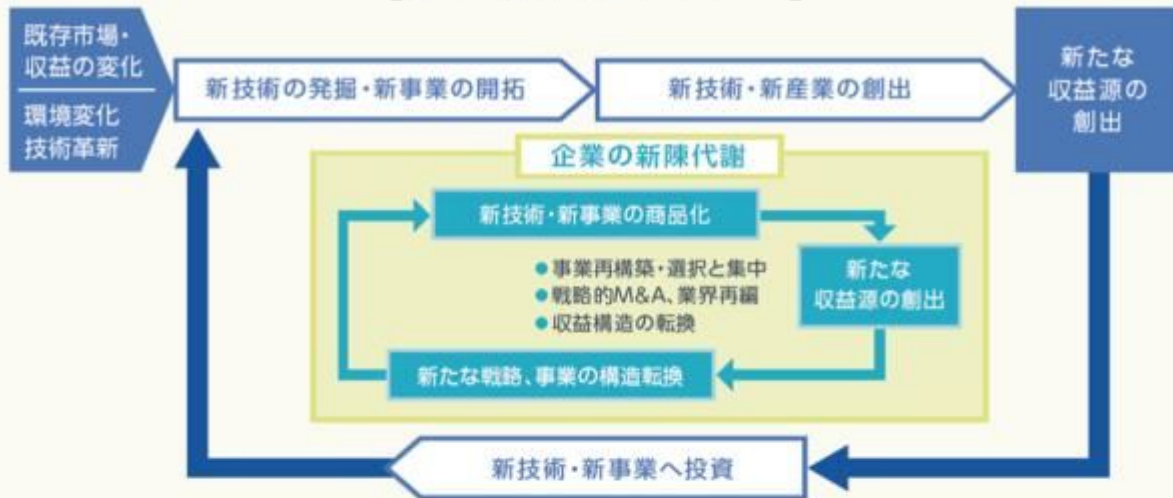 既存市場・
収益の変化
環境変化
技術革新
新技術の発掘・新事業の開拓
新技術・新産業の創出
新たな
収益源の
創出
企業の新陳代謝
新技術・新事業の商品化
●事業再構築・選択と集中
●戦略的M&A、業界再編
●収益構造の転換
新たな
収益源の創出
新たな戦略、事業の構造転換
新技術・新事業へ投資